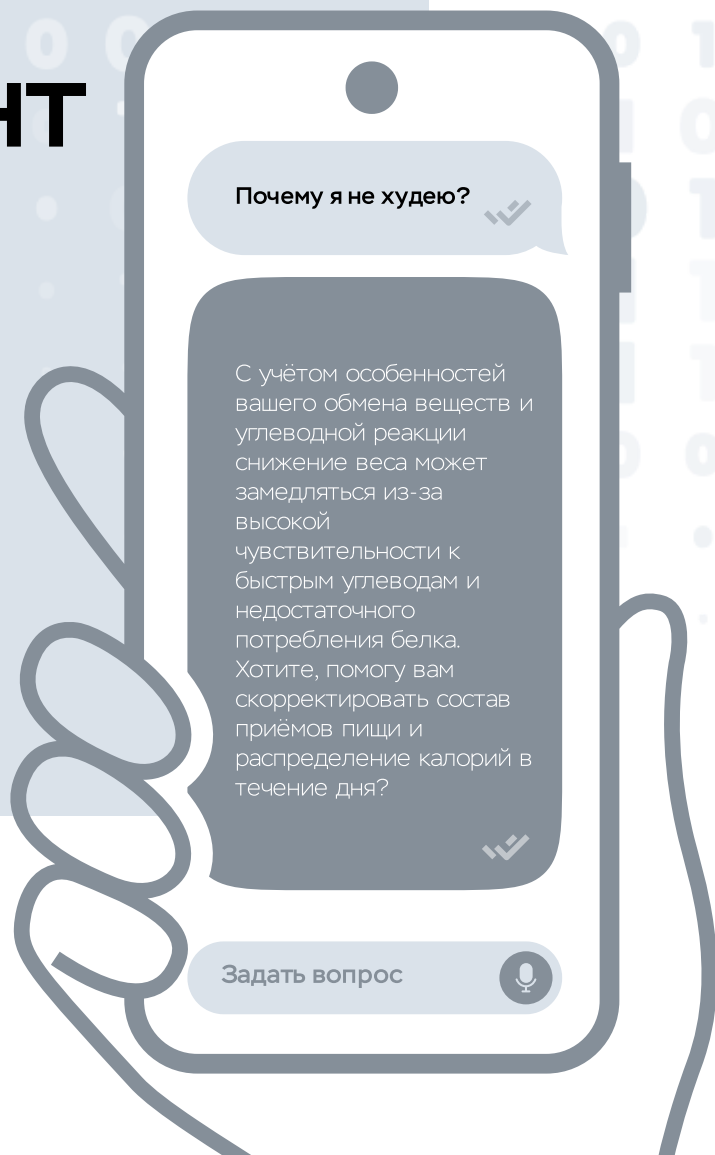 НТ
Почему я не худею?
С учётом особенностей
вашего обмена веществ и
углеводной реакции
снижение веса может
замедляться из-за
высокой
чувствительности к
быстрым углеводам и
недостаточного
потребления белка.
Хотите, помогу вам
скорректировать состав
приёмов пищи и
распределение калорий в
течение дня?
Задать вопрос